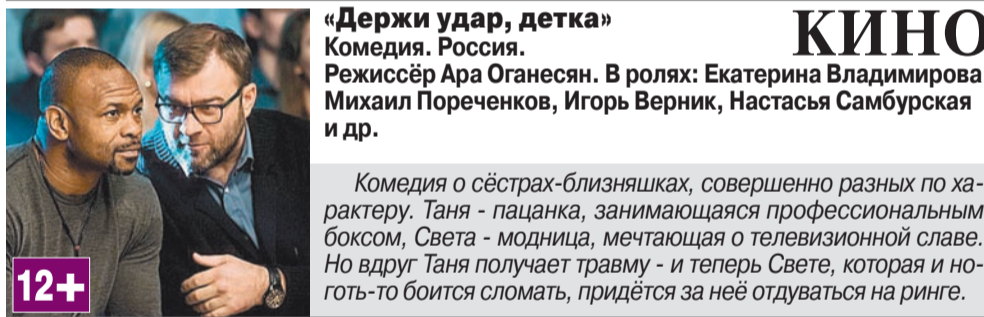 «Держи удар, детка»
КИНО
Комедия. Россия.
Режиссёр Ара Оганесян. В ролях: Екатерина Владимирова
Михаил Пореченков, Игорь Верник, Настасья Самбурская
и др.
Комедия о сёстрах-близняшках, совершенно разных по ха-
рактеру. Таня - пацанка, занимающаяся профессиональным
боксом, Света - модница, мечтающая о телевизионной славе.
Но вдруг Таня получает травму - и теперь Свете, которая и но-
готь-то боится сломать, придётся за неё отдуваться на ринге.
12+